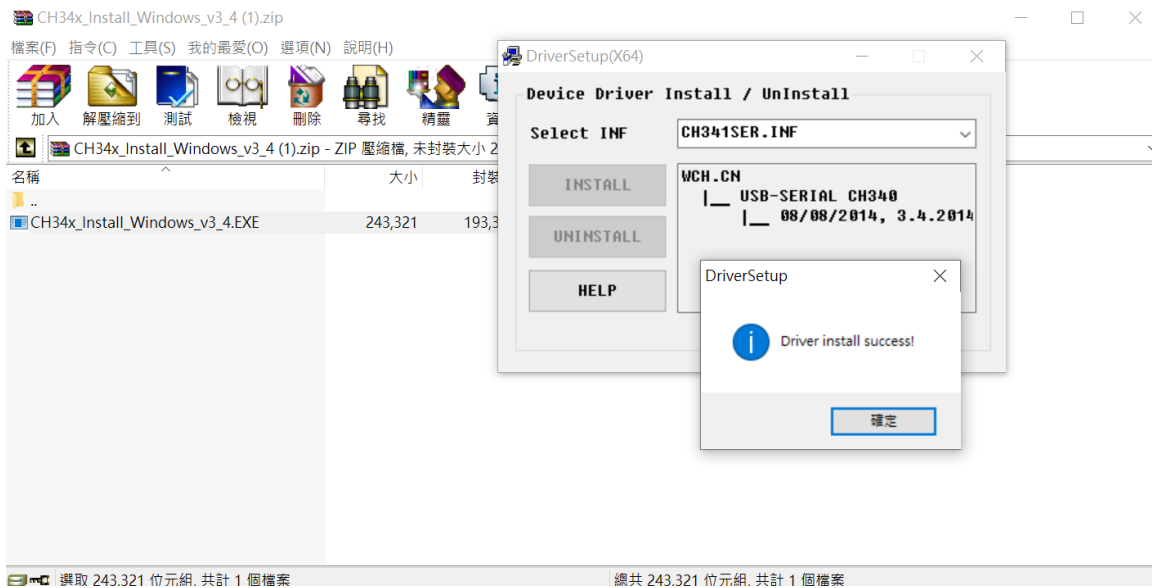 CH34x_Install_Windows_v3_4 (1).zip
檔案(F) 指令(C) 工具(S) 我的最愛(O) 選項(N) 說明(H)
加入 解壓縮到 測試 檢視 刪除 尋找 精靈
CH34x_Install_Windows_v3_4 (1).zip - ZIP 壓縮檔, 未封裝大小 2
名稱 大小 封裝
..
CH34x_Install_Windows_v3_4.EXE 243,321 193,3
DriverSetup(X64)
Device Driver Install / UnInstall
Select INF CH341SER.INF
INSTALL
UNINSTALL
HELP
WCH.CN
|__ USB-SERIAL CH340
|__ 08/08/2014, 3.4.2014
DriverSetup
Driver install success!
確定
選取 243,321 位元組, 共計 1 個檔案
總共 243,321 位元組, 共計 1 個檔案